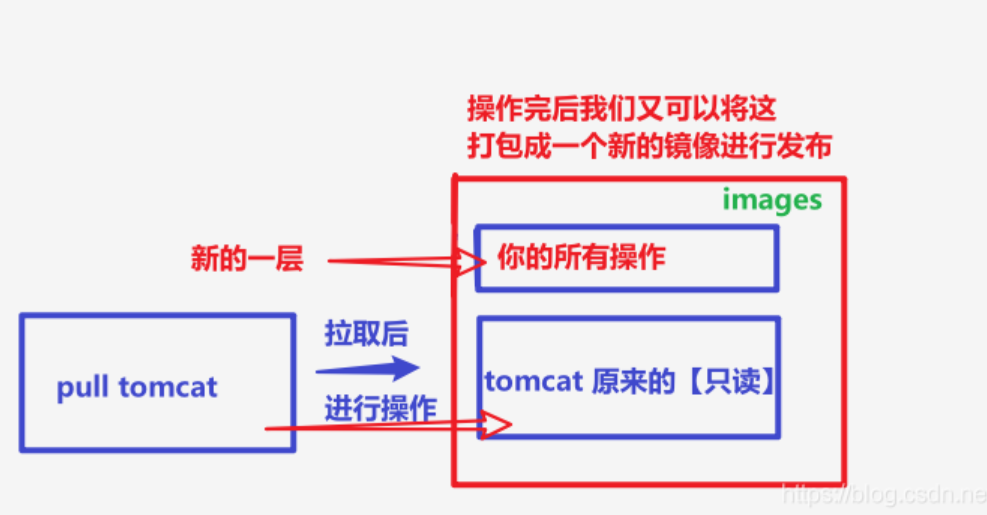 操作完后我们又可以将这
打包成一个新的镜像进行发布
images
新的一层
你的所有操作
拉取后
pull tomcat
tomcat 原来的【只读】
进行操作
https://blog.csdn.ne